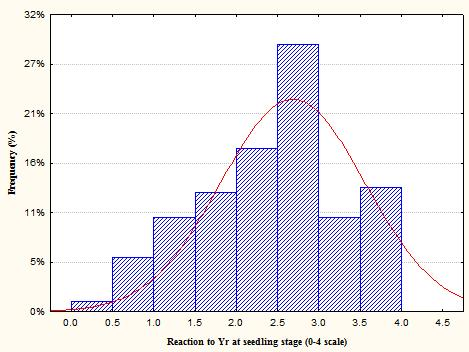 32%
27%
21%
16%
11%
5%
0%
Frequency (%)
0.0 0.5 1.0 1.5 2.0 2.5 3.0 3.5 4.0 4.5
Reaction to Yr at seedling stage (0-4 scale)